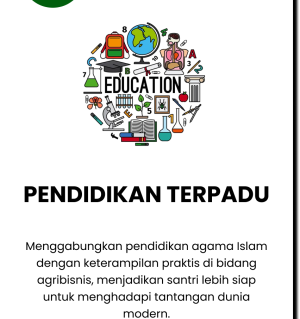 EDUCATION
PENDIDIKAN TERPADU
Menggabungkan pendidikan agama Islam
dengan keterampilan praktis di bidang
agribisnis, menjadikan santri lebih siap
untuk menghadapi tantangan dunia
modern.